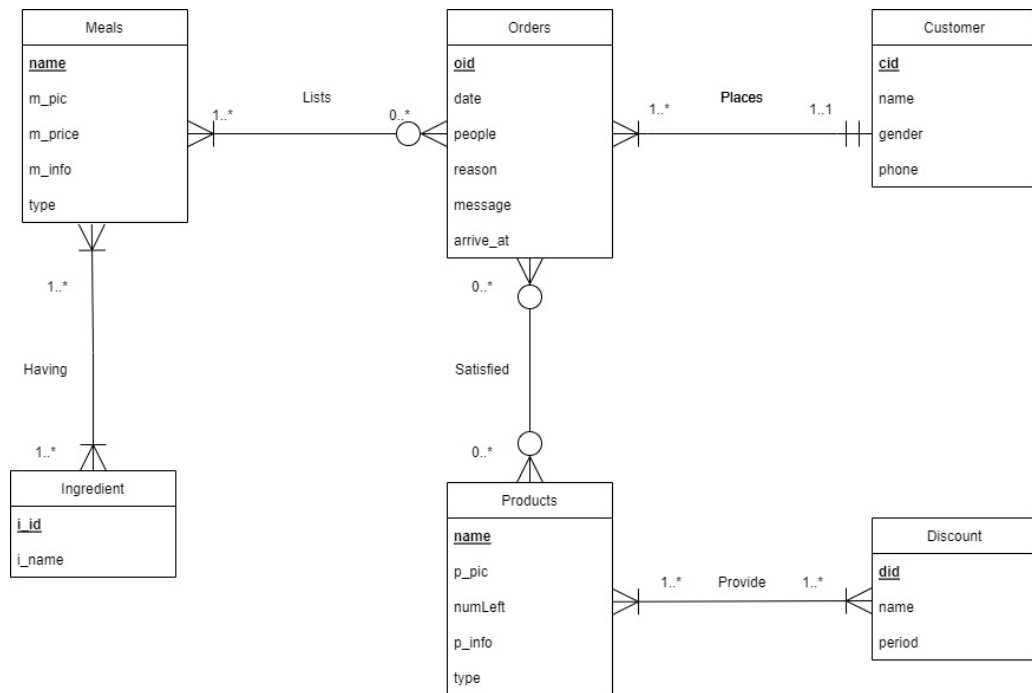 Meals
name
m_pic
m_price
m_info
type
1..*
Lists
0..*
Orders
oid
date
people
reason
message
arrive_at
1..*
Places
1..1
Customer
cid
name
gender
phone
1..*
Having
1..*
Ingredient
i_id
i_name
0..*
Satisfied
0..*
Products
name
p_pic
numLeft
p_info
type
1..*
Provide
1..*
Discount
did
name
period